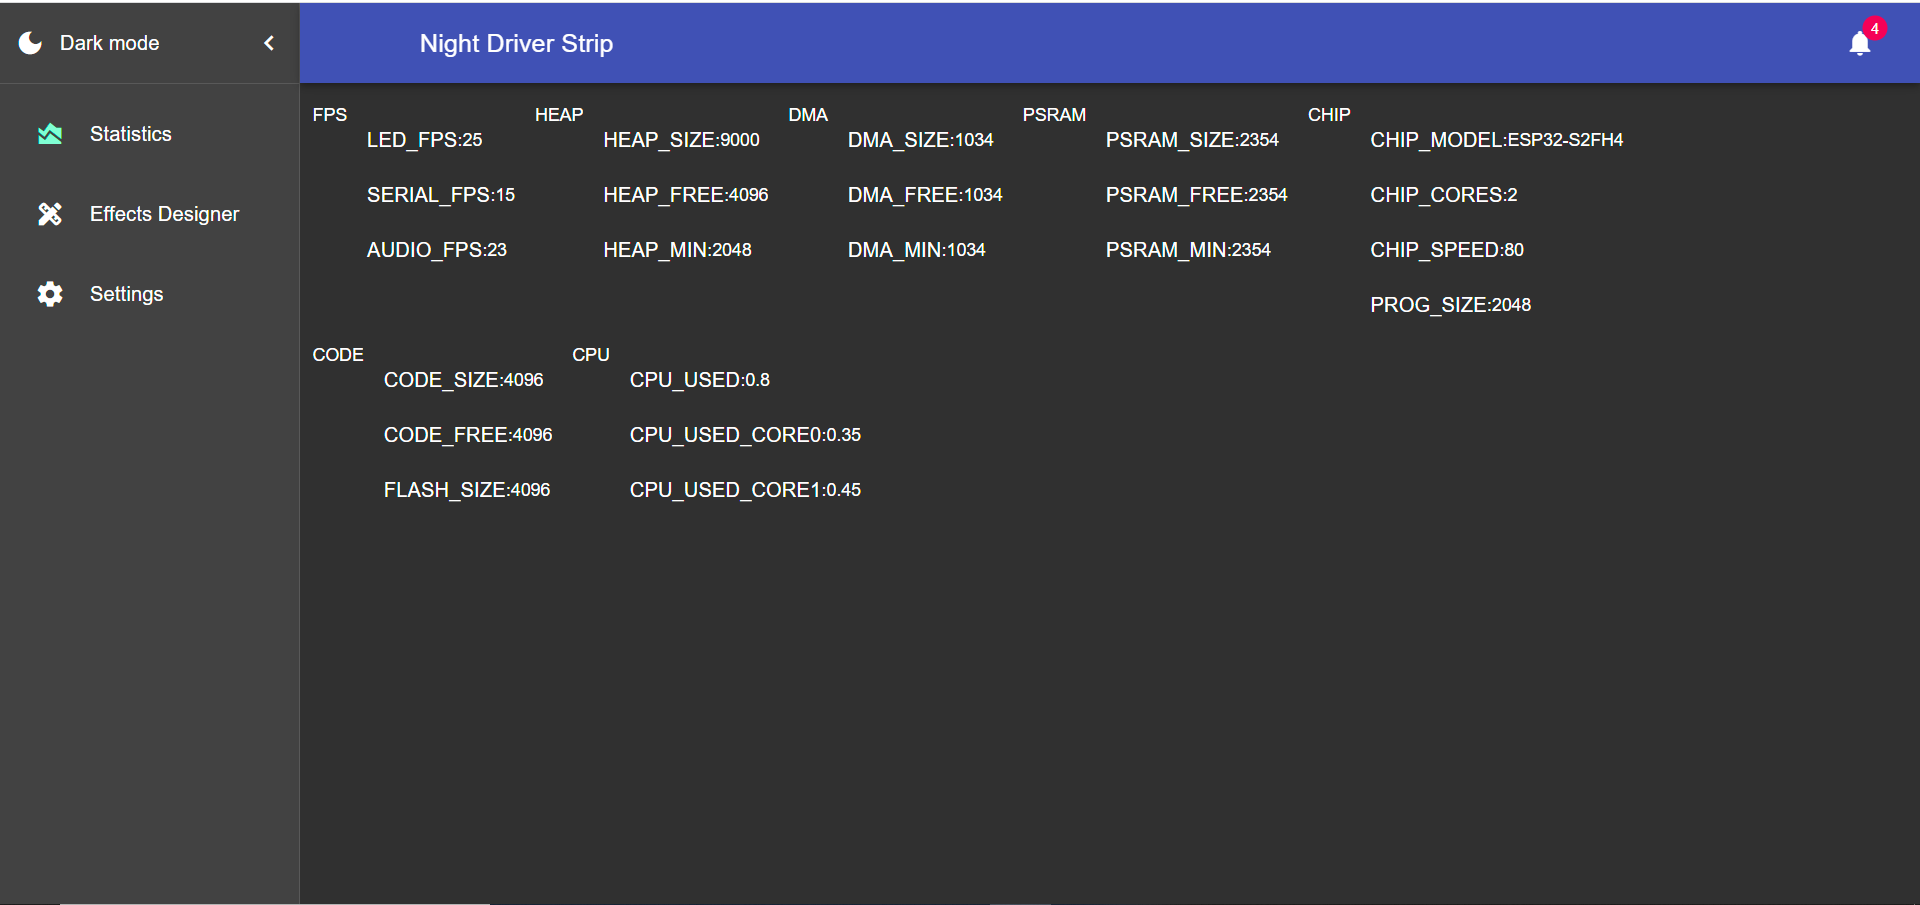 Dark mode
Night Driver Strip
4
Statistics
Effects Designer
Settings
FPS
LED_FPS:25
SERIAL_FPS:15
AUDIO_FPS:23
HEAP
HEAP_SIZE:9000
HEAP_FREE:4096
HEAP_MIN:2048
DMA
DMA_SIZE:1034
DMA_FREE:1034
DMA_MIN:1034
PSRAM
PSRAM_SIZE:2354
PSRAM_FREE:2354
PSRAM_MIN:2354
CHIP
CHIP_MODEL:ESP32-S2FH4
CHIP_CORES:2
CHIP_SPEED:80
PROG_SIZE:2048
CODE
CODE_SIZE:4096
CODE_FREE:4096
FLASH_SIZE:4096
CPU
CPU_USED:0.8
CPU_USED_CORE0:0.35
CPU_USED_CORE1:0.45